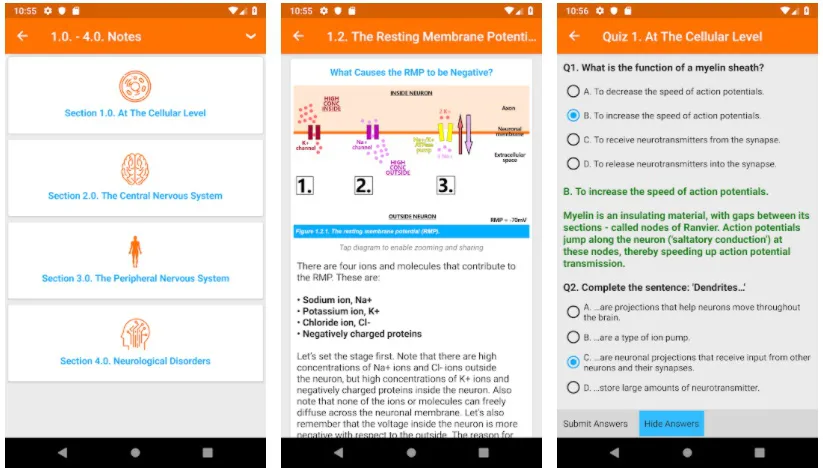 10:55
1.0. - 4.0. Notes
Section 1.0. At The Cellular Level
Section 2.0. The Central Nervous System
Section 3.0. The Peripheral Nervous System
Section 4.0. Neurological Disorders
10:55
1.2. The Resting Membrane Potenti...
What Causes the RMP to be Negative?
INSIDE NEURON
HIGH
CONC
INSIDE
2 K+
Axon
K+
channel
Na+
channel
Na+/K+
ATPase
pump
Neuronal
membrane
HIGH
CONC
OUTSIDE
3 Na+
Extracellular
space
1.
2.
3.
OUTSIDE NEURON
RMP = -70mV
Figure 1.2.1. The resting membrane potential (RMP).
Tap diagram to enable zooming and sharing
There are four ions and molecules that contribute to
the RMP. These are:
• Sodium ion, Na+
• Potassium ion, K+
• Chloride ion, Cl-
• Negatively charged proteins
Let's set the stage first. Note that there are high
concentrations of Na+ ions and Cl- ions outside
the neuron, but high concentrations of K+ ions and
negatively charged proteins inside the neuron. Also
note that none of the ions or molecules can freely
diffuse across the neuronal membrane. Let's also
remember that the voltage inside the neuron is more
negative with respect to the outside. The reason for
10:56
Quiz 1. At The Cellular Level
Q1. What is the function of a myelin sheath?
A. To decrease the speed of action potentials.
B. To increase the speed of action potentials.
C. To receive neurotransmitters from the synapse.
D. To release neurotransmitters into the synapse.
B. To increase the speed of action potentials.
Myelin is an insulating material, with gaps between its
sections - called nodes of Ranvier. Action potentials
jump along the neuron ('saltatory conduction') at
these nodes, thereby speeding up action potential
transmission.
Q2. Complete the sentence: 'Dendrites...'
A. ...are projections that help neurons move throughout
the brain.
B. ...are a type of ion pump.
C. ...are neuronal projections that receive input from other
neurons and their synapses.
D. ...store large amounts of neurotransmitter.
Submit Answers
Hide Answers